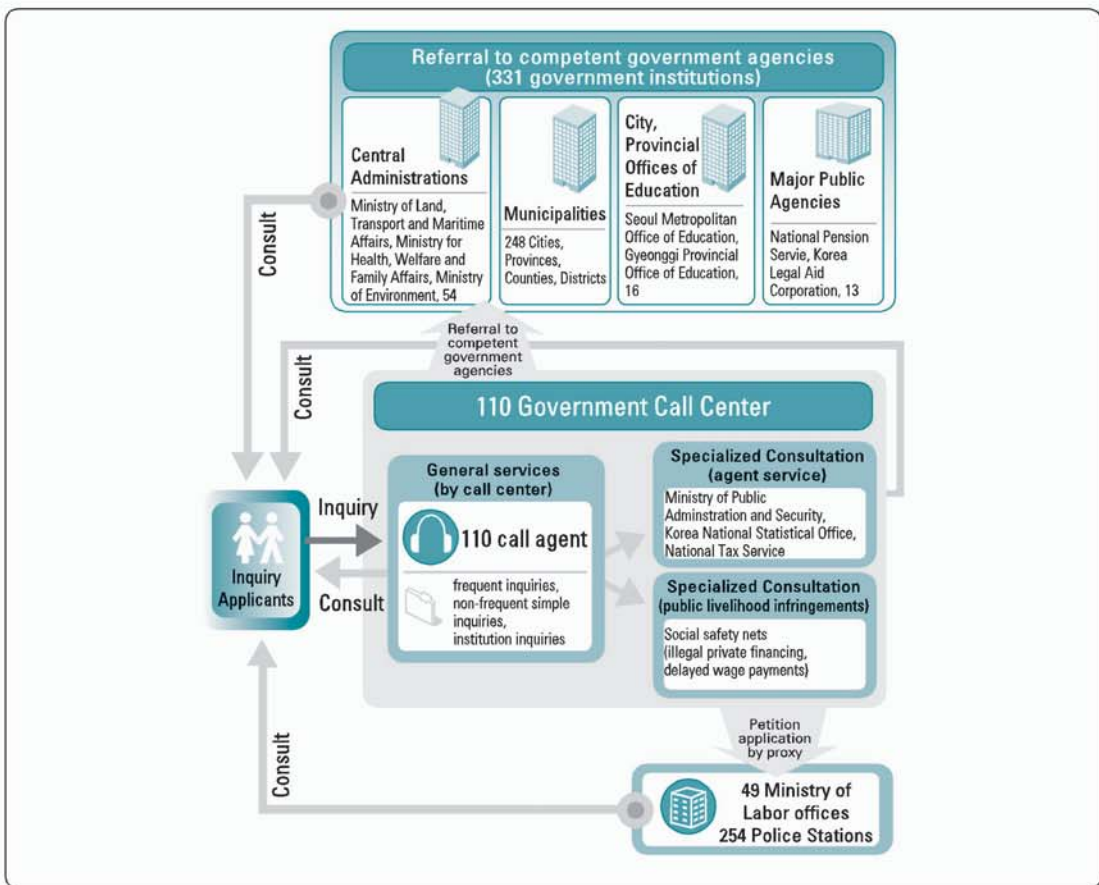 Referral to competent government agencies
(331 government institutions)
Central
Administrations
Ministry of Land,
Transport and Maritime
Affairs, Ministry for
Health, Welfare and
Family Affairs, Ministry
of Environment, 54
Municipalities
248 Cities,
Provinces,
Counties, Districts
City,
Provincial
Offices of
Education
Seoul Metropolitan
Office of Education,
Gyeonggi Provincial
Office of Education,
16
Major Public
Agencies
National Pension
Servie, Korea
Legal Aid
Corporation, 13
Consult
Consult
Referral to
competent
government
agencies
110 Government Call Center
General services
(by call center)
110 call agent
frequent inquiries,
non-frequent simple
inquiries,
institution inquiries
Specialized Consultation
(agent service)
Ministry of Public
Adminstration and Security,
Korea National Statistical Office,
National Tax Service
Specialized Consultation
(public livelihood infringements)
Social safety nets
(illegal private financing,
delayed wage payments)
Inquiry
Applicants
Inquiry
Consult
Consult
Petition
application
by proxy
49 Ministry of
Labor offices
254 Police Stations